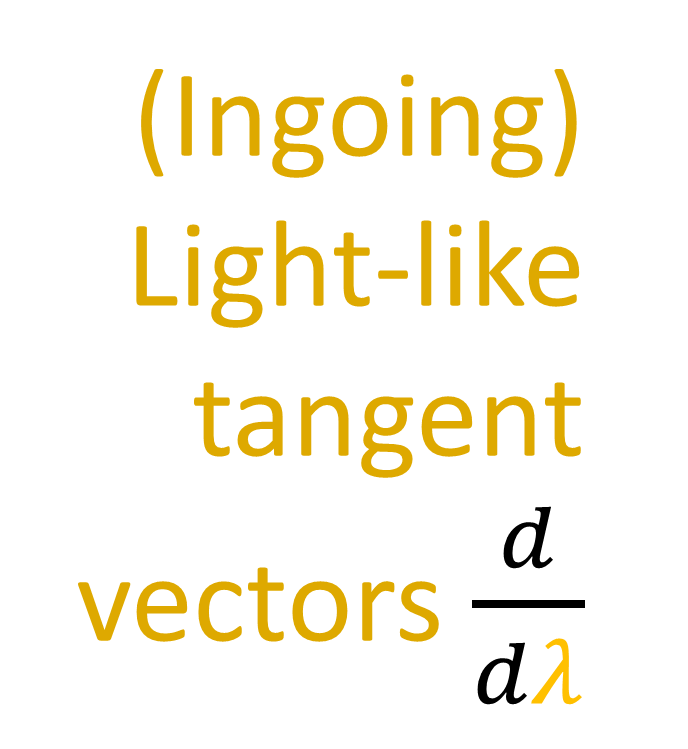 (Ingoing)
Light-like
tangent
vectors d/dλ